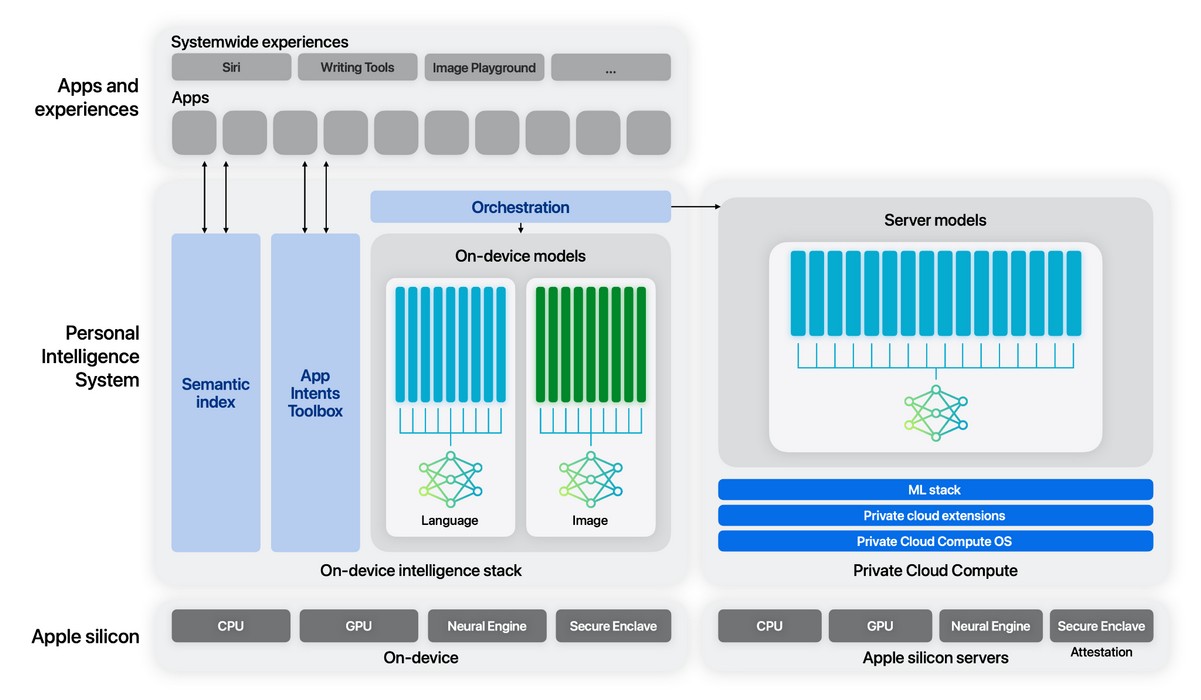 Systemwide experiences
Siri
Writing Tools
Image Playground
...
Apps and
experiences
Apps
Orchestration
Server models
On-device models
Personal
Intelligence
System
Semantic
index
App
Intents
Toolbox
Language
Image
ML stack
Private cloud extensions
Private Cloud Compute OS
On-device intelligence stack
Private Cloud Compute
Apple silicon
CPU
GPU
Neural Engine
Secure Enclave
On-device
CPU
GPU
Neural Engine
Secure Enclave
Attestation
Apple silicon servers